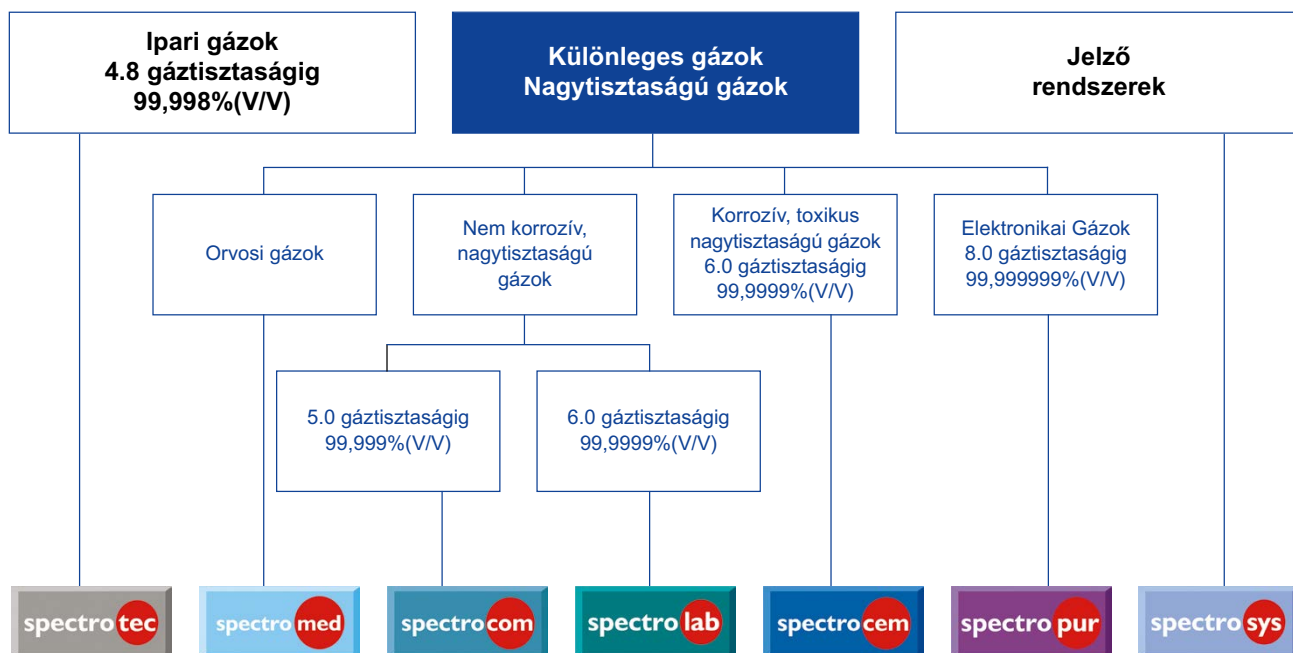 Ipari gázok
4.8 gáztisztaságig
99,998%(V/V)
Különleges gázok
Nagytisztaságú gázok
Jelző
rendszerek
Orvosi gázok
Nem korrozív,
nagytisztaságú
gázok
Korrozív, toxikus
nagytisztaságú gázok
6.0 gáztisztaságig
99,9999%(V/V)
Elektronikai Gázok
8.0 gáztisztaságig
99,999999%(V/V)
5.0 gáztisztaságig
99,999%(V/V)
6.0 gáztisztaságig
99,9999%(V/V)
spectrotec
spectromed
spectrocom
spectrolab
spectrocem
spectropur
spectrosys